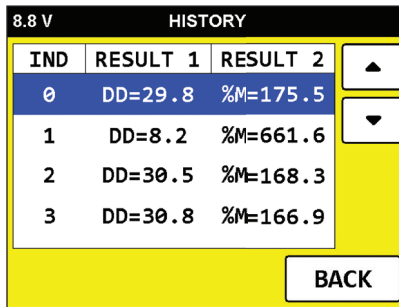 8.8 V HISTORY
IND RESULT 1 RESULT 2
0 DD=29.8 %M=175.5
1 DD=8.2 %M=661.6
2 DD=30.5 %M=168.3
3 DD=30.8 %M=166.9
BACK